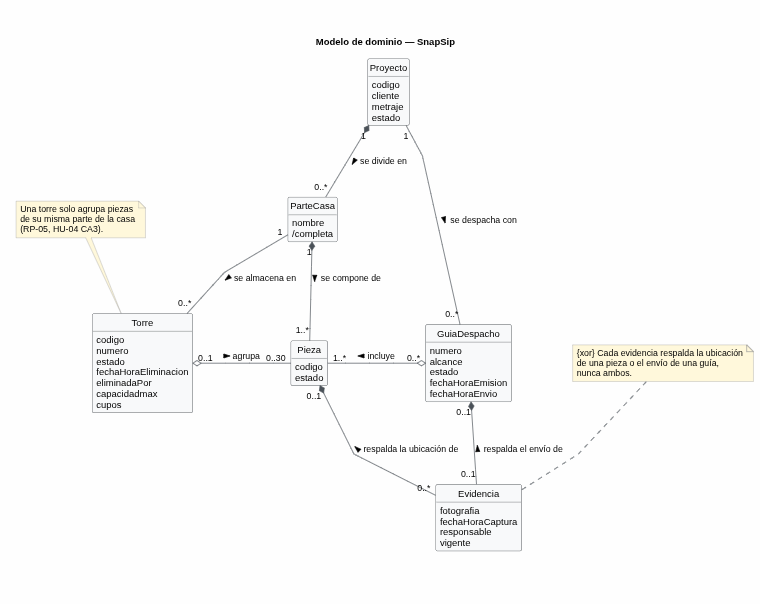 Modelo de dominio — SnapSip
Proyecto
codigo
cliente
metraje
estado
1
1
se divide en
0..*
ParteCasa
nombre
/completa
Una torre solo agrupa piezas
de su misma parte de la casa
(RP-05, HU-04 CA3).
se despacha con
1
1
se almacena en
se compone de
0..*
1..*
0..*
Torre
codigo
numero
estado
fechaHoraEliminacion
eliminadaPor
capacidadmax
cupos
0..1
agrupa
0..30
Pieza
codigo
estado
1..*
incluye
0..*
GuiaDespacho
numero
alcance
estado
fechaHoraEmision
fechaHoraEnvio
{xor} Cada evidencia respalda la ubicación
de una pieza o el envío de una guía,
nunca ambos.
0..1
0..1
respalda la ubicación de
respalda el envío de
0..*
0..1
Evidencia
fotografia
fechaHoraCaptura
responsable
vigente